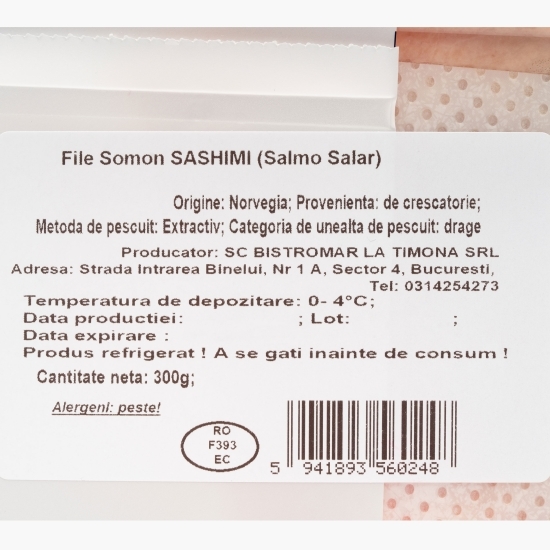 File Somon SASHIMI (Salmo Salar)
Origine: Norvegia; Provenienta: de crescatorie;
Metoda de pescuit: Extractiv; Categoria de unealta de pescuit: drage
Producator: SC BISTROMAR LA TIMONA SRL
Adresa: Strada Intrarea Binelui, Nr 1 A, Sector 4, Bucuresti,
Tel: 0314254273
Temperatura de depozitare: 0- 4°C;
Data productiei: ; Lot: ;
Data expirare :
Produs refrigerat ! A se gati inainte de consum !
Cantitate neta: 300g;
Alergeni: peste!
RO
F393
EC
5 941893 560248